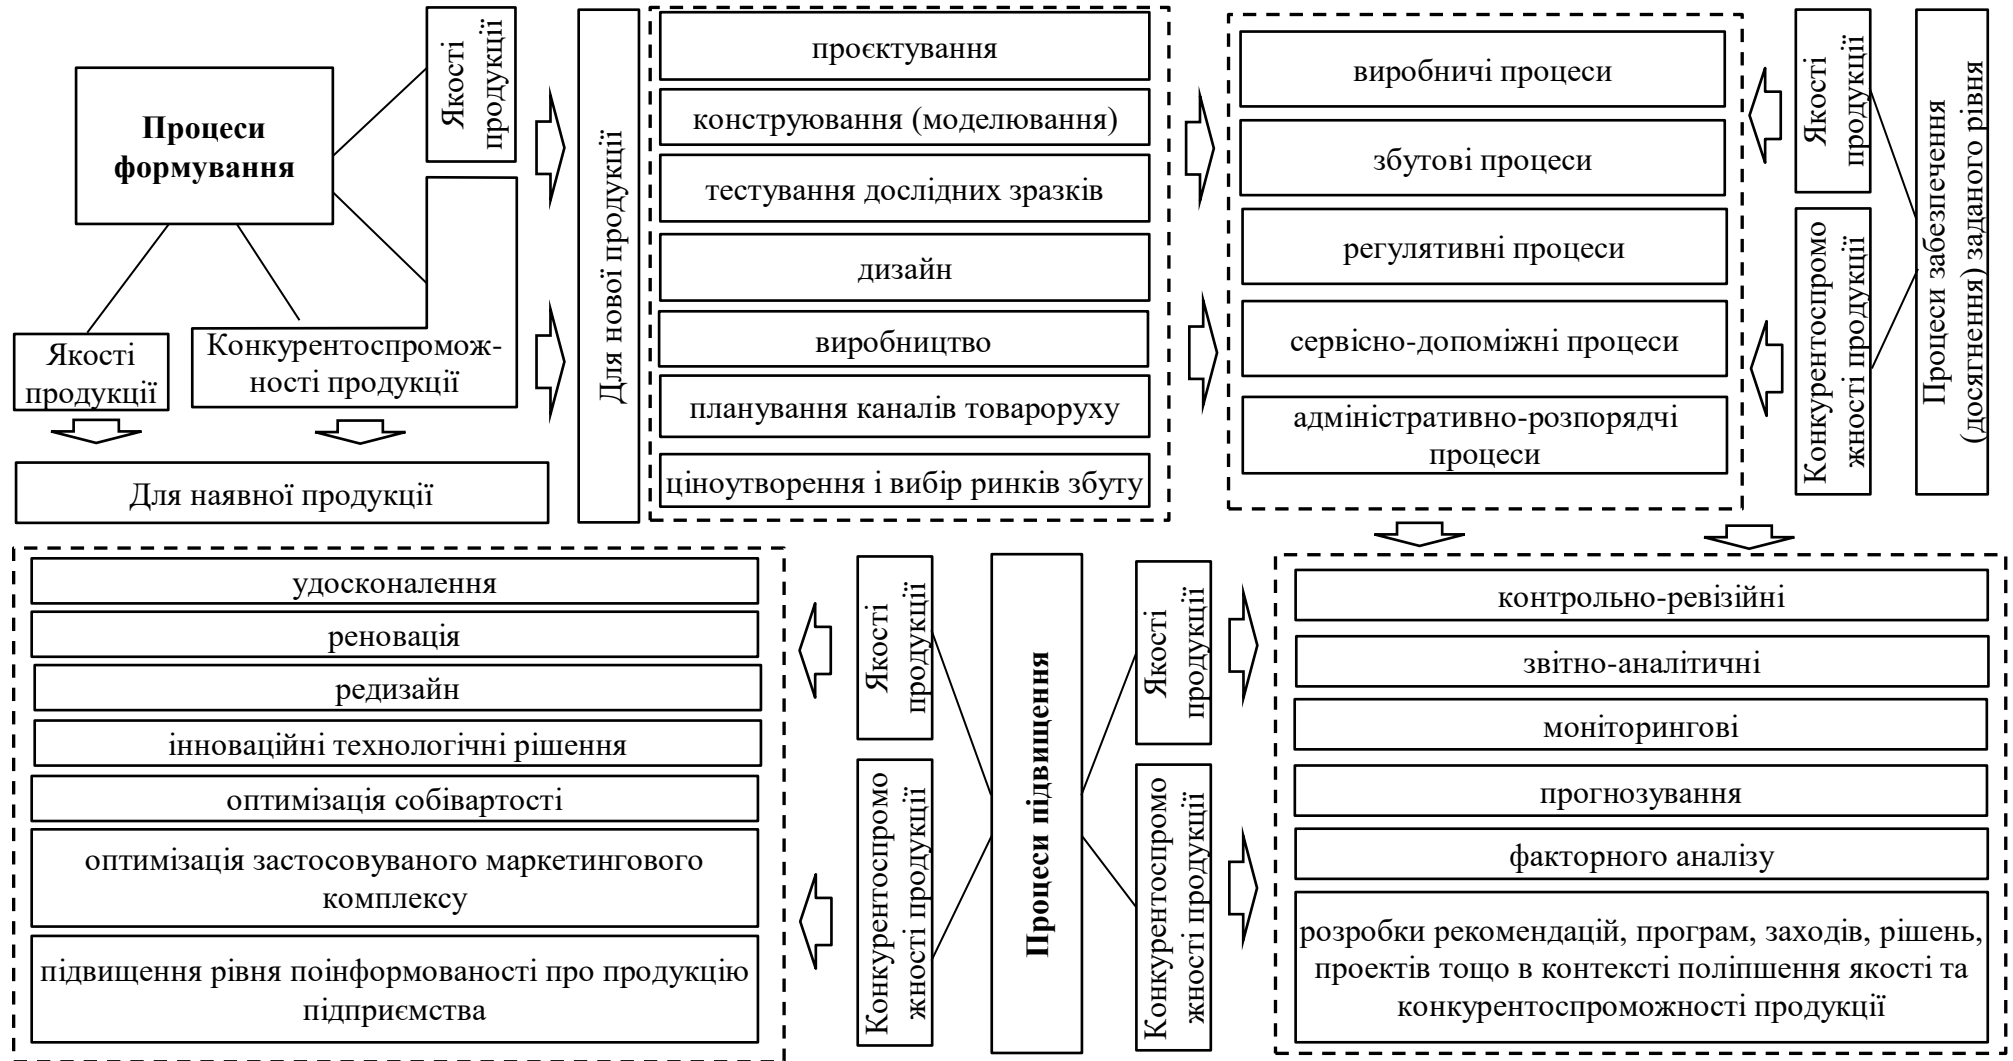 Процеси
формування
Якості
продукції
Якості
продукції
Конкурентоспромож-
ності продукції
Для наявної продукції
Для нової продукції
проєктування
конструювання (моделювання)
тестування дослідних зразків
дизайн
виробництво
планування каналів товароруху
ціноутворення і вибір ринків збуту
виробничі процеси
збутові процеси
регулятивні процеси
сервісно-допоміжні процеси
адміністративно-розпорядчі
процеси
Якості
продукції
Конкурентоспромо
жності продукції
Процеси забезпечення
(досягнення) заданого рівня
удосконалення
реновація
редизайн
інноваційні технологічні рішення
оптимізація собівартості
оптимізація застосовуваного маркетингового
комплексу
підвищення рівня поінформованості про продукцію
підприємства
Якості
продукції
Конкурентоспромо
жності продукції
Процеси підвищення
Якості
продукції
Конкурентоспромо
жності продукції
контрольно-ревізійні
звітно-аналітичні
моніторингові
прогнозування
факторного аналізу
розробки рекомендацій, програм, заходів, рішень,
проектів тощо в контексті поліпшення якості та
конкурентоспроможності продукції